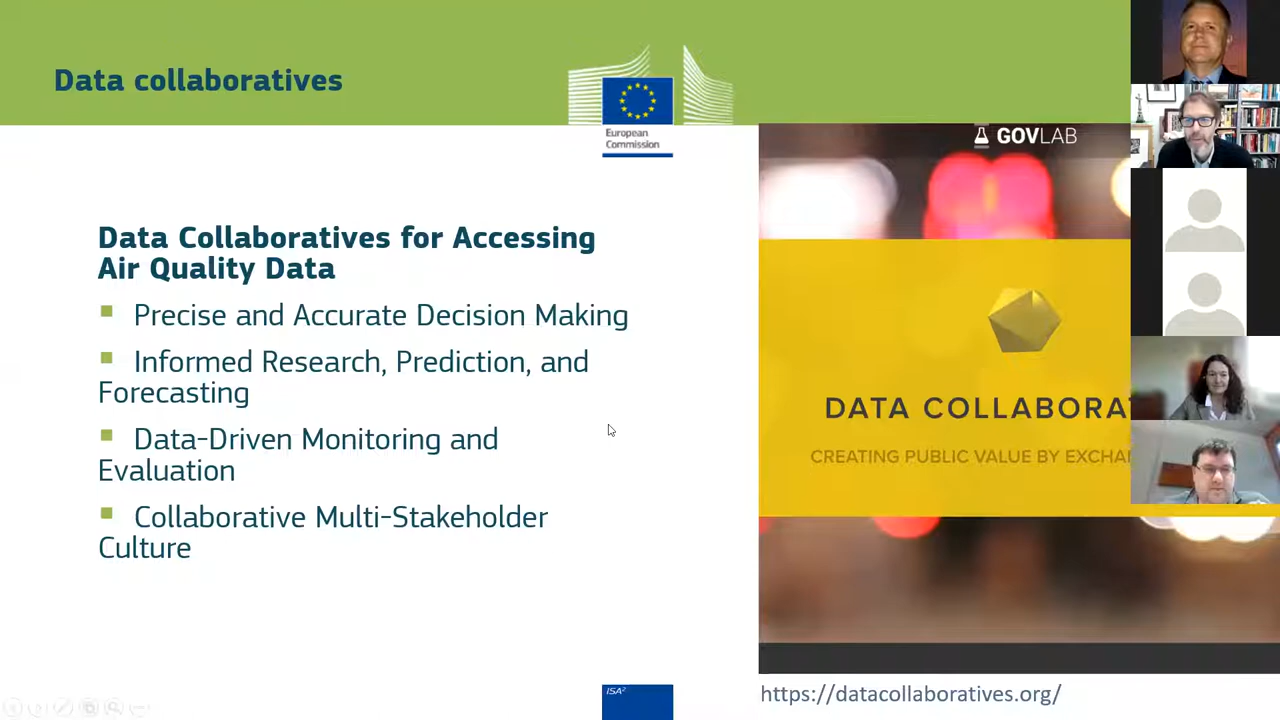 Data collaboratives
European
Commission
GOVLAB
Data Collaboratives for Accessing
Air Quality Data
Precise and Accurate Decision Making
Informed Research, Prediction, and
Forecasting
Data-Driven Monitoring and
Evaluation
Collaborative Multi-Stakeholder
Culture
DATA COLLABORA
CREATING PUBLIC VALUE BY EXCHA
ISA²
https://datacollaboratives.org/